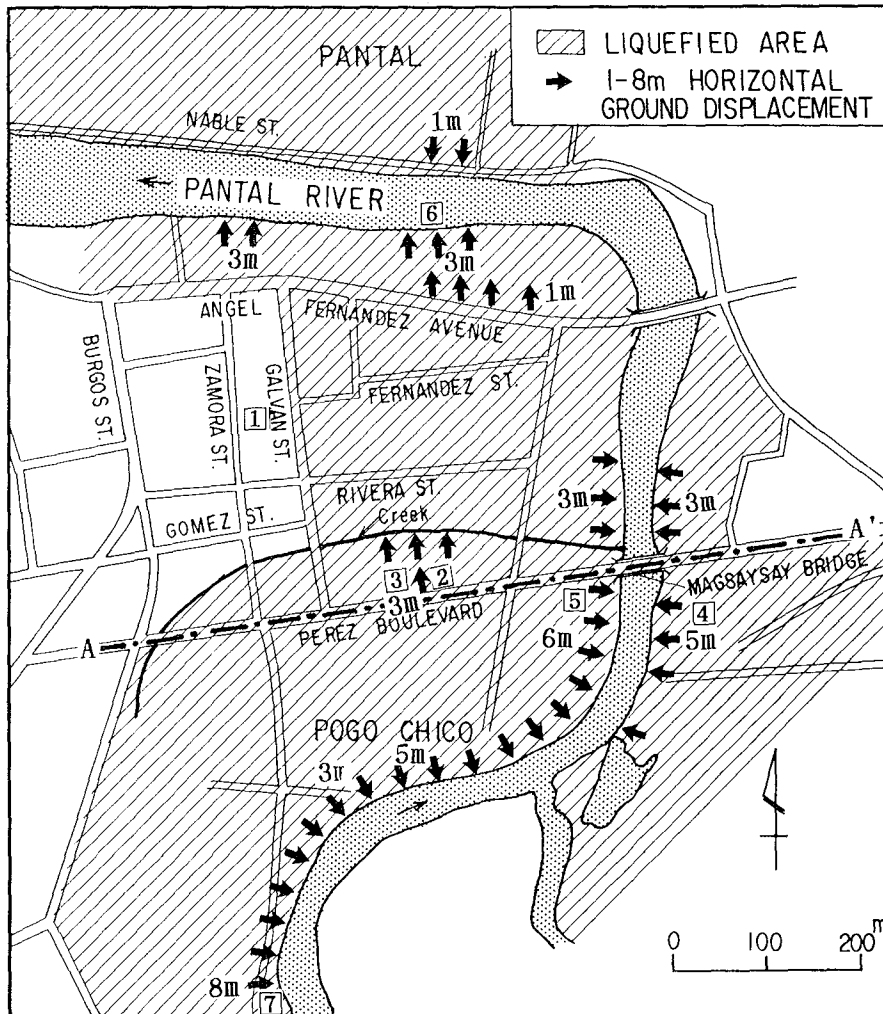 LIQUEFIED AREA
1-8m HORIZONTAL
GROUND DISPLACEMENT
PANTAL
NABLE ST.
1m
PANTAL RIVER
6
3m
3m
1m
ANGEL
FERNANDEZ AVENUE
BURGOS ST.
ZAMORA ST.
GALVAN ST.
FERNANDEZ ST.
1
RIVERA ST.
Creek
GOMEZ ST.
3m
3m
A'
MAGSAYSAY BRIDGE
3
2
3m
5
4
PEREZ BOULEVARD
A
6m
5m
POGO CHICO
5m
3m
8m
7
0
100
200m